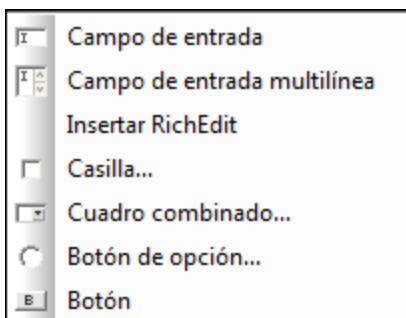 Campo de entrada
Campo de entrada multilínea
Insertar RichEdit
Casilla...
Cuadro combinado...
Botón de opción...
B Botón